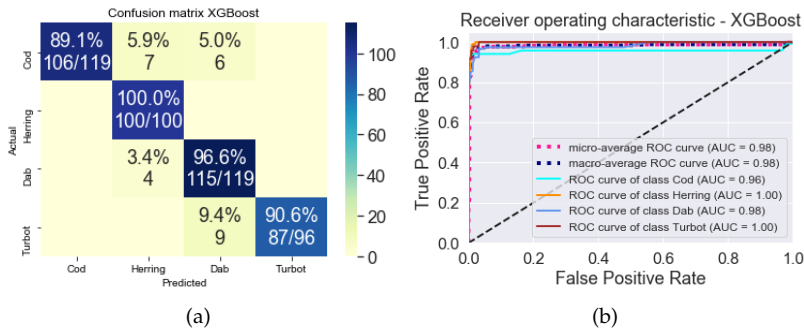 Confusion matrix XGBoost
Actual
Cod
Herring
Dab
Turbot
89.1% 5.9% 5.0%
106/119 7 6
100.0%
100/100
3.4% 96.6%
4 115/119
9.4% 90.6%
9 87/96
Cod Herring Dab Turbot
Predicted
100
80
60
40
20
0
(a)
Receiver operating characteristic - XGBoost
True Positive Rate
1.0
0.8
0.6
0.4
0.2
0.0
micro-average ROC curve (AUC = 0.98)
macro-average ROC curve (AUC = 0.98)
ROC curve of class Cod (AUC = 0.96)
ROC curve of class Herring (AUC = 1.00)
ROC curve of class Dab (AUC = 0.98)
ROC curve of class Turbot (AUC = 1.00)
0.0 0.2 0.4 0.6 0.8 1.0
False Positive Rate
(b)